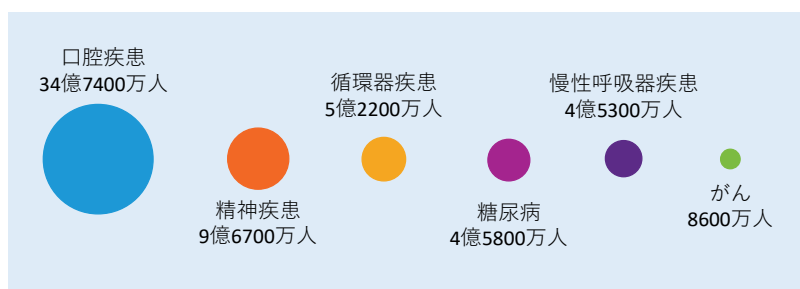 口腔疾患
34億7400万人
精神疾患
9億6700万人
循環器疾患
5億2200万人
糖尿病
4億5800万人
慢性呼吸器疾患
4億5300万人
がん
8600万人